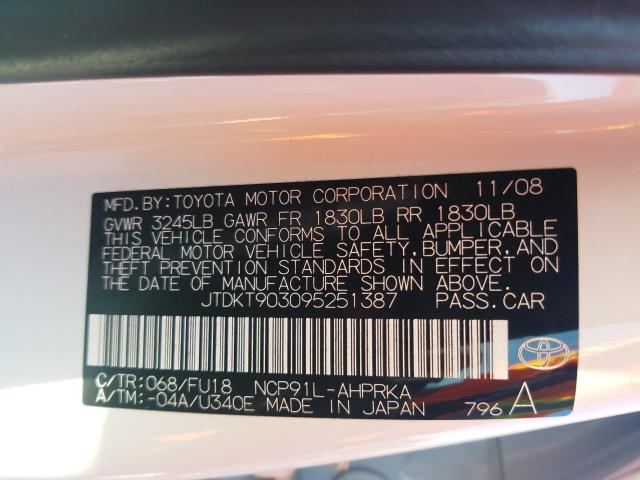 MFD.BY:TOYOTA MOTOR CORPORATION 11/08
GVWR 3245LB GAWR FR 1830LB RR 1830LB
THIS VEHICLE CONFORMS TO ALL APPLICABLE
FEDERAL MOTOR VEHICLE SAFETY,BUMPER,AND
THEFT PREVENTION STANDARDS IN EFFECT ON
THE DATE OF MANUFACTURE SHOWN ABOVE.
JTDKT903095251387 PASS.CAR
C/TR:068/FU18 NCP91L-AHPRKA
A/TM:-04A/U340E MADE IN JAPAN 796 A